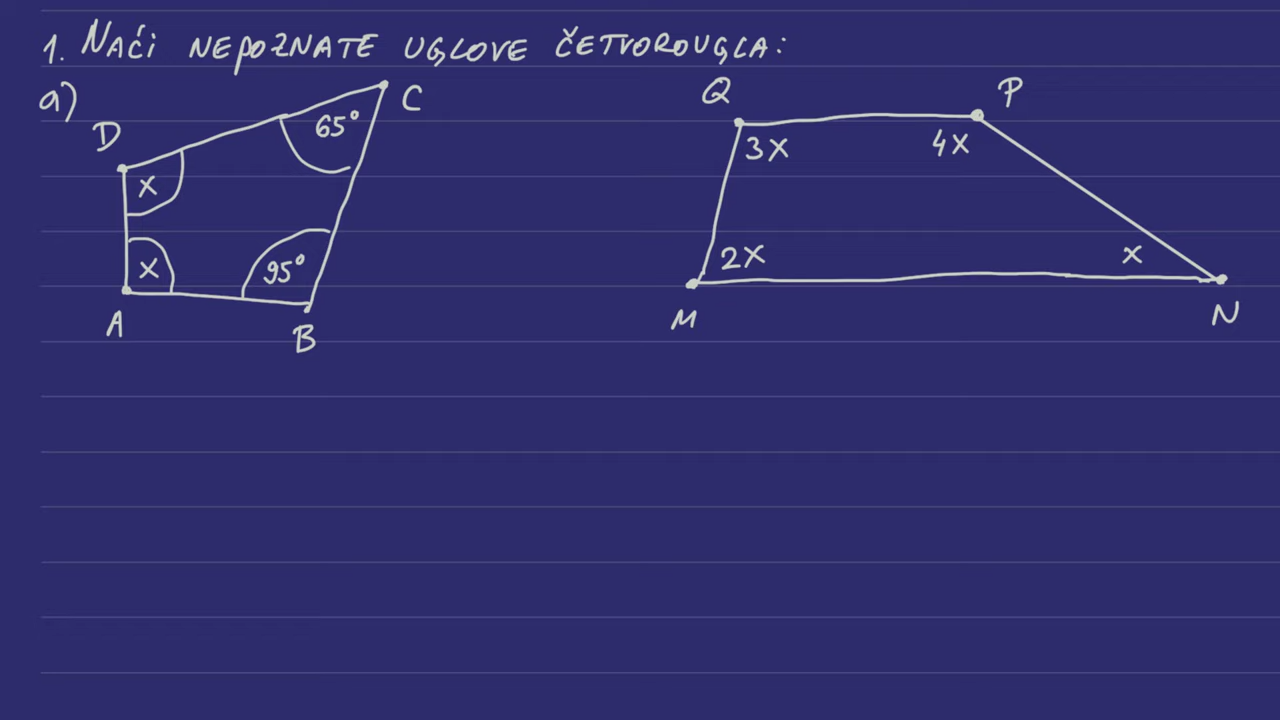 1. NAĆI NEPOZNATE UGLOVE ČETVOROUGLA:
a)
D
C
65°
x
x
95°
A
B
Q
P
3x
4x
2x
x
M
N